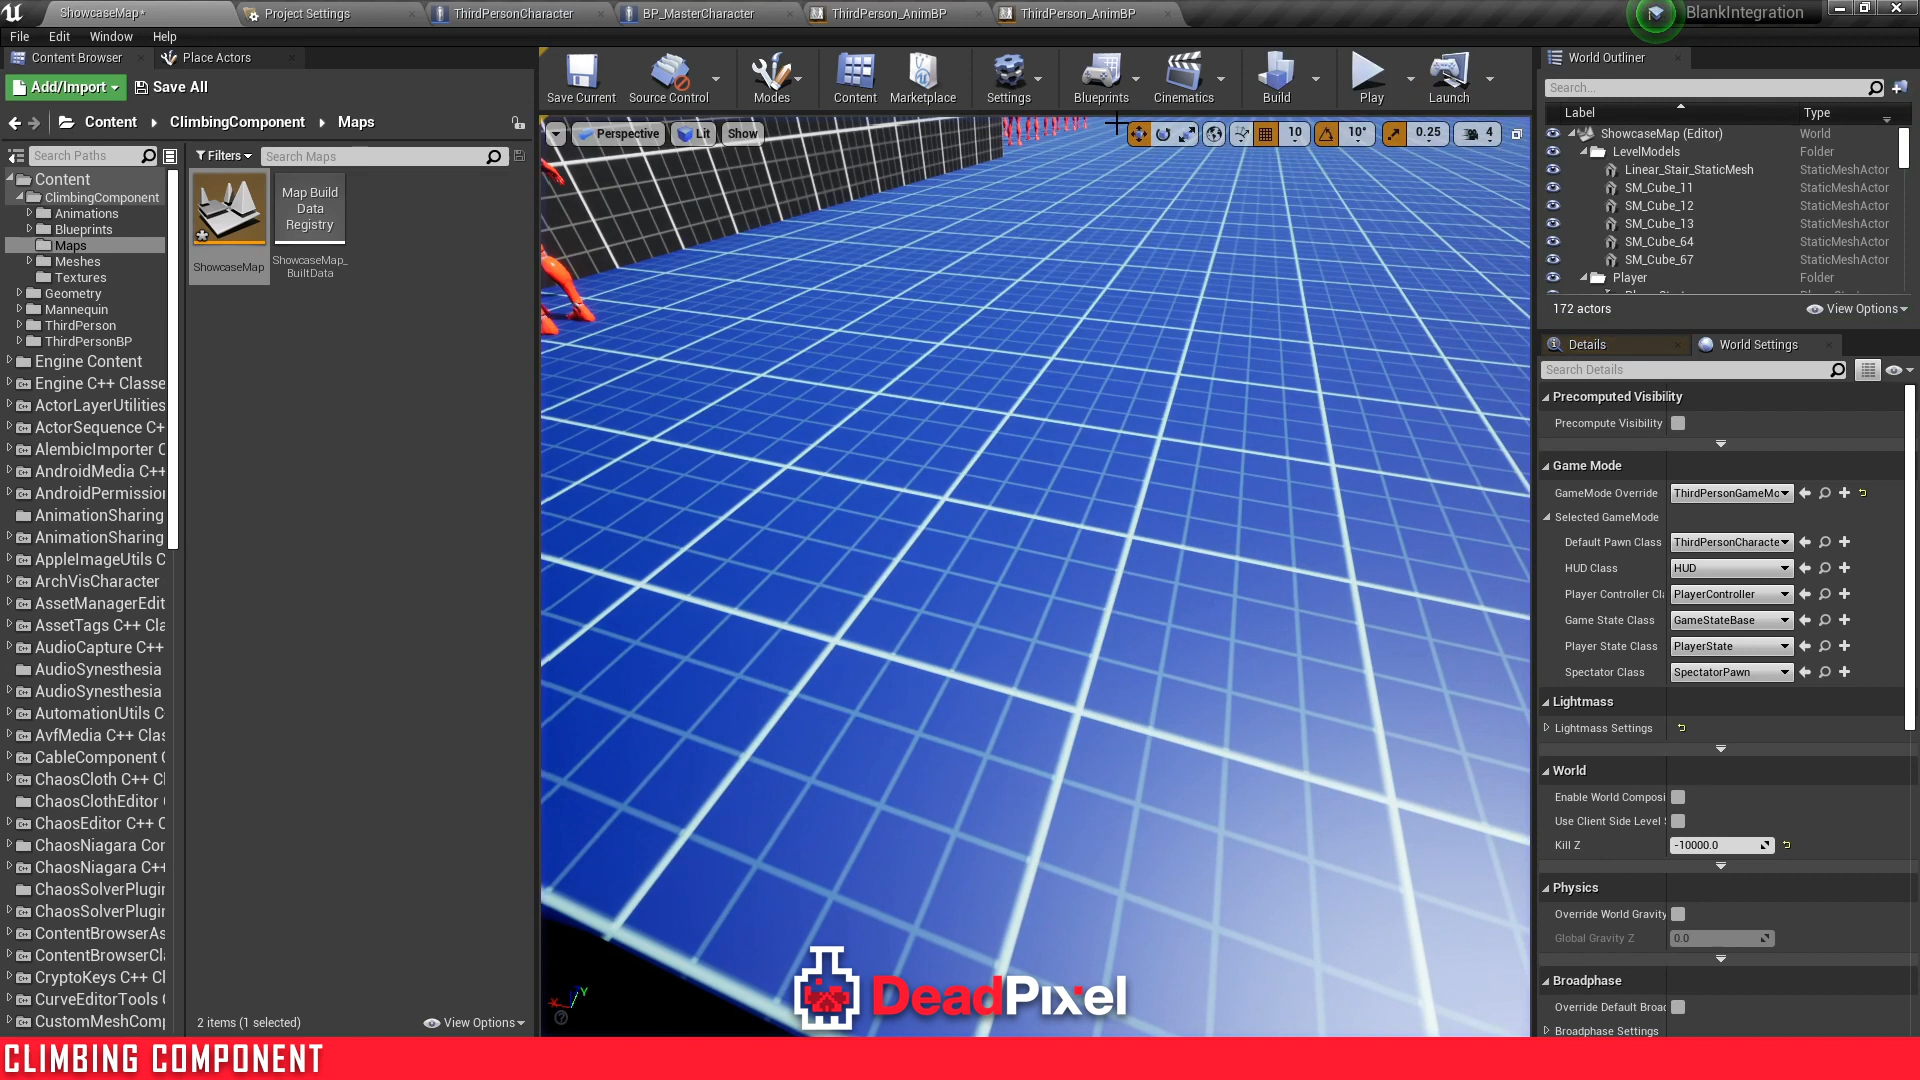 ShowcaseMap*
Project Settings
ThirdPersonCharacter
BP_MasterCharacter
ThirdPerson_AnimBP
ThirdPerson_AnimBP
BlankIntegration
File Edit Window Help
Content Browser
Place Actors
Add/Import
Save All
Content
ClimbingComponent
Maps
Search Paths
Filters
Search Maps
Content
ClimbingComponent
Animations
Blueprints
Maps
Meshes
Textures
Geometry
Mannequin
ThirdPerson
ThirdPersonBP
Engine Content
Engine C++ Classe
ActorLayerUtilities
ActorSequence C+
AlembicImporter C
AndroidMedia C++
AndroidPermission
AnimationSharing
AnimationSharing
AppleImageUtils C
ArchVisCharacter
AssetManagerEdit
AssetTags C++ Cla
AudioCapture C++
AudioSynesthesia
AudioSynesthesia
AutomationUtils C
AvfMedia C++ Clas
CableComponent
ChaosCloth C++ Cl
ChaosClothEditor
ChaosEditor C++ C
ChaosNiagara Con
ChaosNiagara C++
ChaosSolverPlugin
ChaosSolverPlugin
ContentBrowserAs
ContentBrowserCla
CryptoKeys C++ Cl
CurveEditorTools
CustomMeshComp
Map Build
Data
Registry
ShowcaseMap
ShowcaseMap_
BuiltData
2 items (1 selected)
View Options
Save Current
Source Control
Modes
Content
Marketplace
Settings
Blueprints
Cinematics
Build
Play
Launch
Perspective
Lit
Show
10
10°
0.25
4
DeadPixel
World Outliner
Search...
Label
Type
ShowcaseMap (Editor) World
LevelModels Folder
Linear_Stair_StaticMesh StaticMeshActor
SM_Cube_11 StaticMeshActor
SM_Cube_12 StaticMeshActor
SM_Cube_13 StaticMeshActor
SM_Cube_64 StaticMeshActor
SM_Cube_67 StaticMeshActor
Player Folder
172 actors
View Options
Details
World Settings
Search Details
Precomputed Visibility
Precompute Visibility
Game Mode
GameMode Override ThirdPersonGameMo
Selected GameMode
Default Pawn Class ThirdPersonCharacte
HUD Class HUD
Player Controller Cl PlayerController
Game State Class GameStateBase
Player State Class PlayerState
Spectator Class SpectatorPawn
Lightmass
Lightmass Settings
World
Enable World Composi
Use Client Side Level
Kill Z -10000.0
Physics
Override World Gravity
Global Gravity Z 0.0
Broadphase
Override Default Broad
Broadphase Settings
CLIMBING COMPONENT